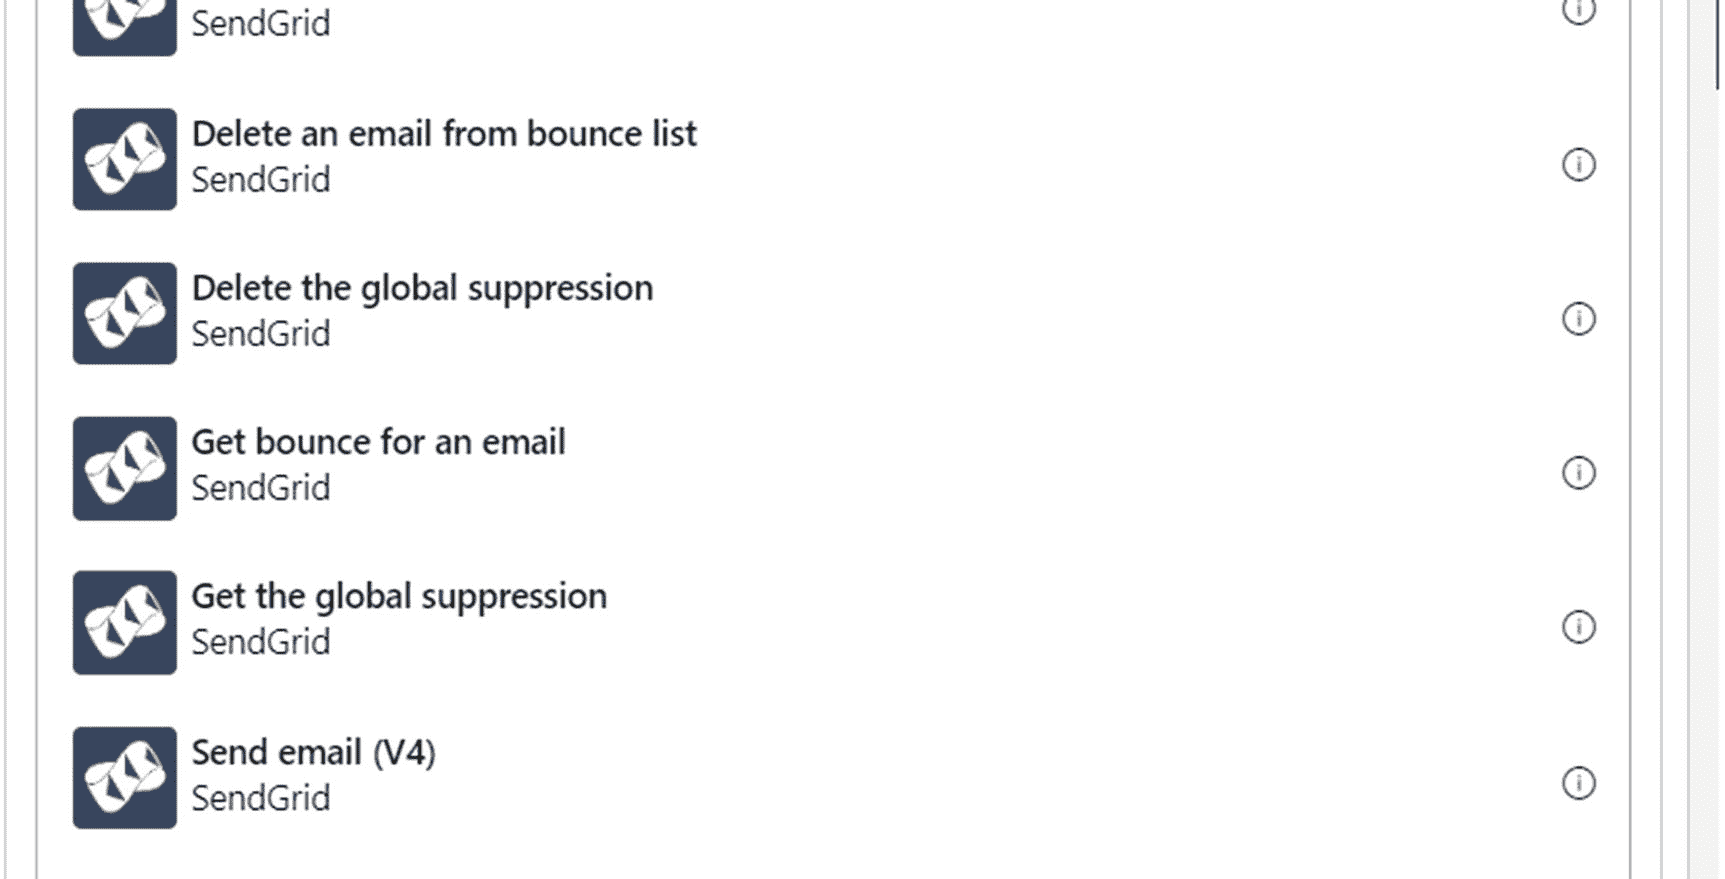 SendGrid
Delete an email from bounce list
SendGrid
Delete the global suppression
SendGrid
Get bounce for an email
SendGrid
Get the global suppression
SendGrid
Send email (V4)
SendGrid